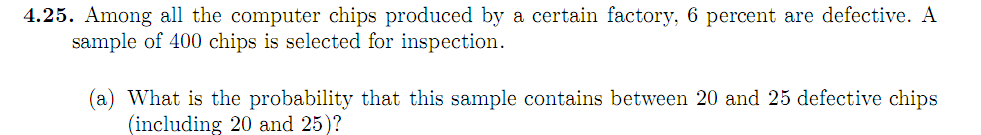 4.25. Among all the computer chips produced by a certain factory, 6 percent are defective. A
sample of 400 chips is selected for inspection.
(a) What is the probability that this sample contains between 20 and 25 defective chips
(including 20 and 25)?